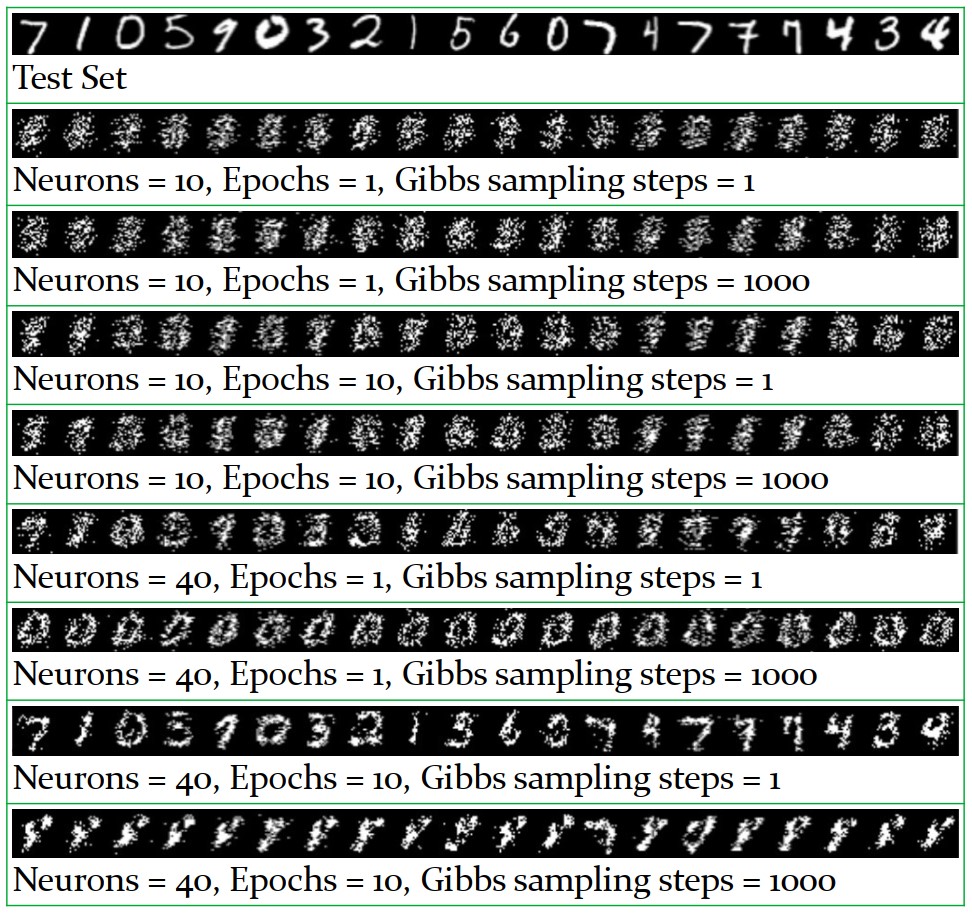 7 1 0 5 9 0 3 2 1 5 6 0 7 4 7 7 7 4 3 4
Test Set
Neurons = 10, Epochs = 1, Gibbs sampling steps = 1
Neurons = 10, Epochs = 1, Gibbs sampling steps = 1000
Neurons = 10, Epochs = 10, Gibbs sampling steps = 1
Neurons = 10, Epochs = 10, Gibbs sampling steps = 1000
Neurons = 40, Epochs = 1, Gibbs sampling steps = 1
Neurons = 40, Epochs = 1, Gibbs sampling steps = 1000
Neurons = 40, Epochs = 10, Gibbs sampling steps = 1
Neurons = 40, Epochs = 10, Gibbs sampling steps = 1000